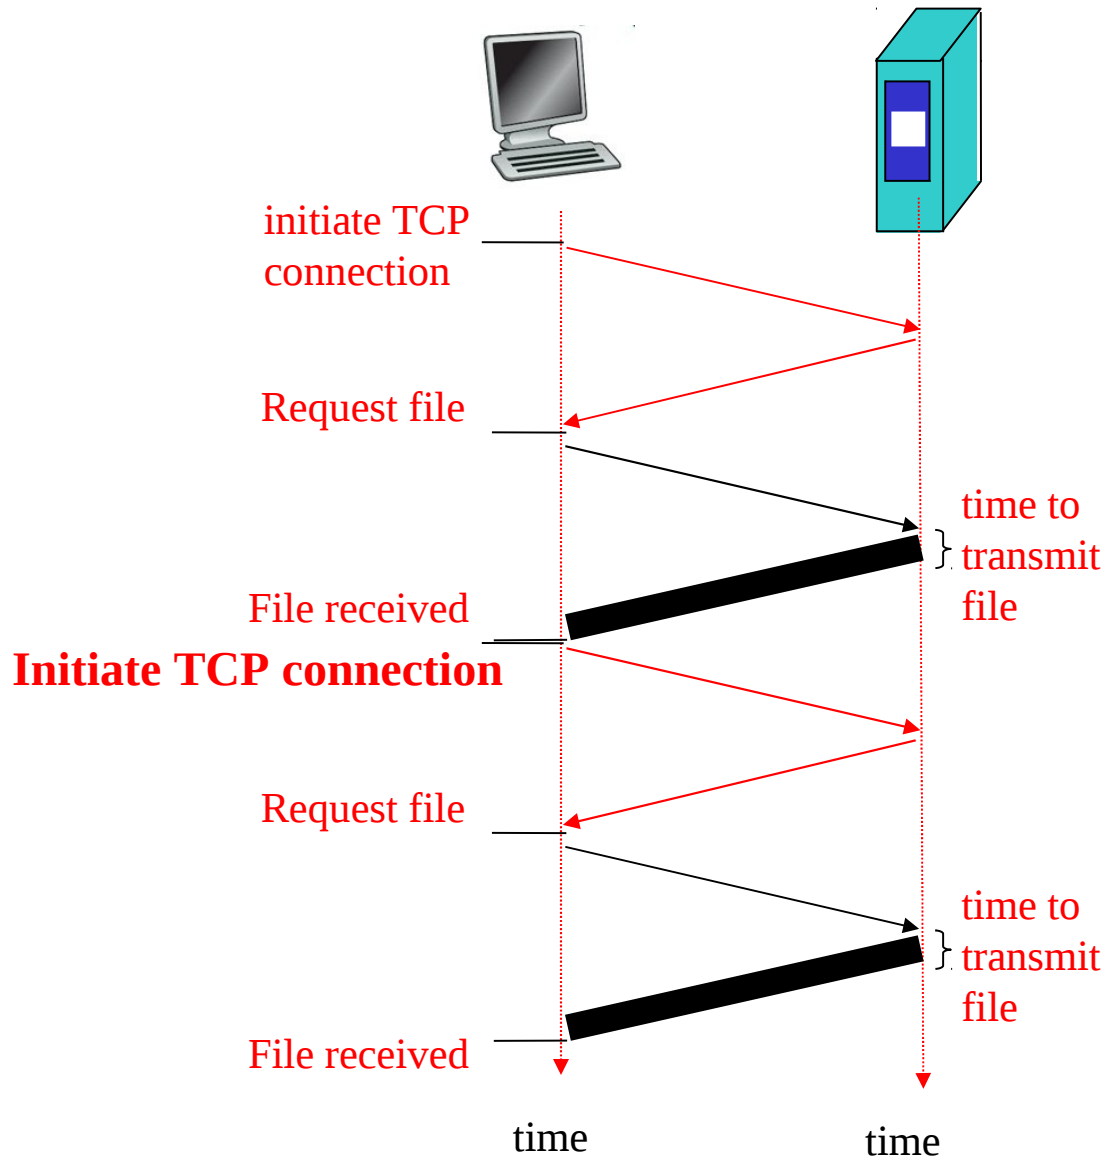 initiate TCP
connection
Request file
time to
transmit
file
File received
Initiate TCP connection
Request file
time to
transmit
file
File received
time
time